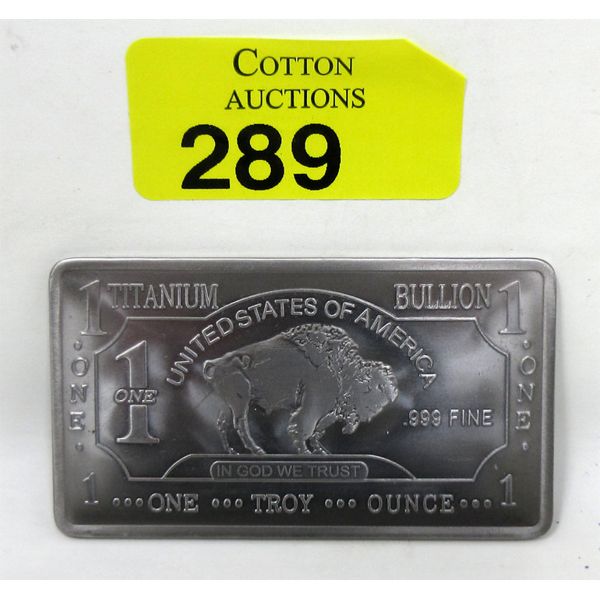 COTTON
AUCTIONS
289
1 TITANIUM BULLION 1
UNITED STATES OF AMERICA
·ONE· 1 ONE .999 FINE ·ONE·
IN GOD WE TRUST
1 •••ONE ••• TROY ••• OUNCE••• 1